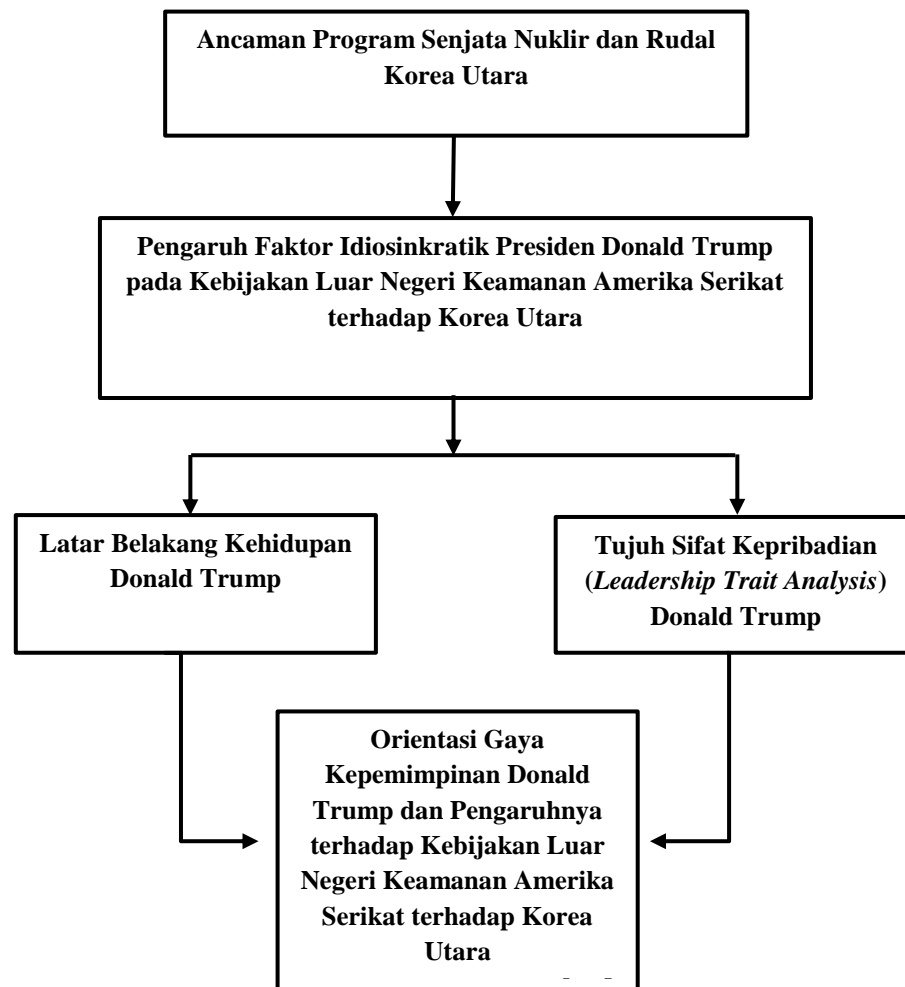 Ancaman Program Senjata Nuklir dan Rudal
Korea Utara
Pengaruh Faktor Idiosinkratik Presiden Donald Trump
pada Kebijakan Luar Negeri Keamanan Amerika Serikat
terhadap Korea Utara
Latar Belakang Kehidupan
Donald Trump
Tujuh Sifat Kepribadian
(Leadership Trait Analysis)
Donald Trump
Orientasi Gaya
Kepemimpinan Donald
Trump dan Pengaruhnya
terhadap Kebijakan Luar
Negeri Keamanan Amerika
Serikat terhadap Korea
Utara